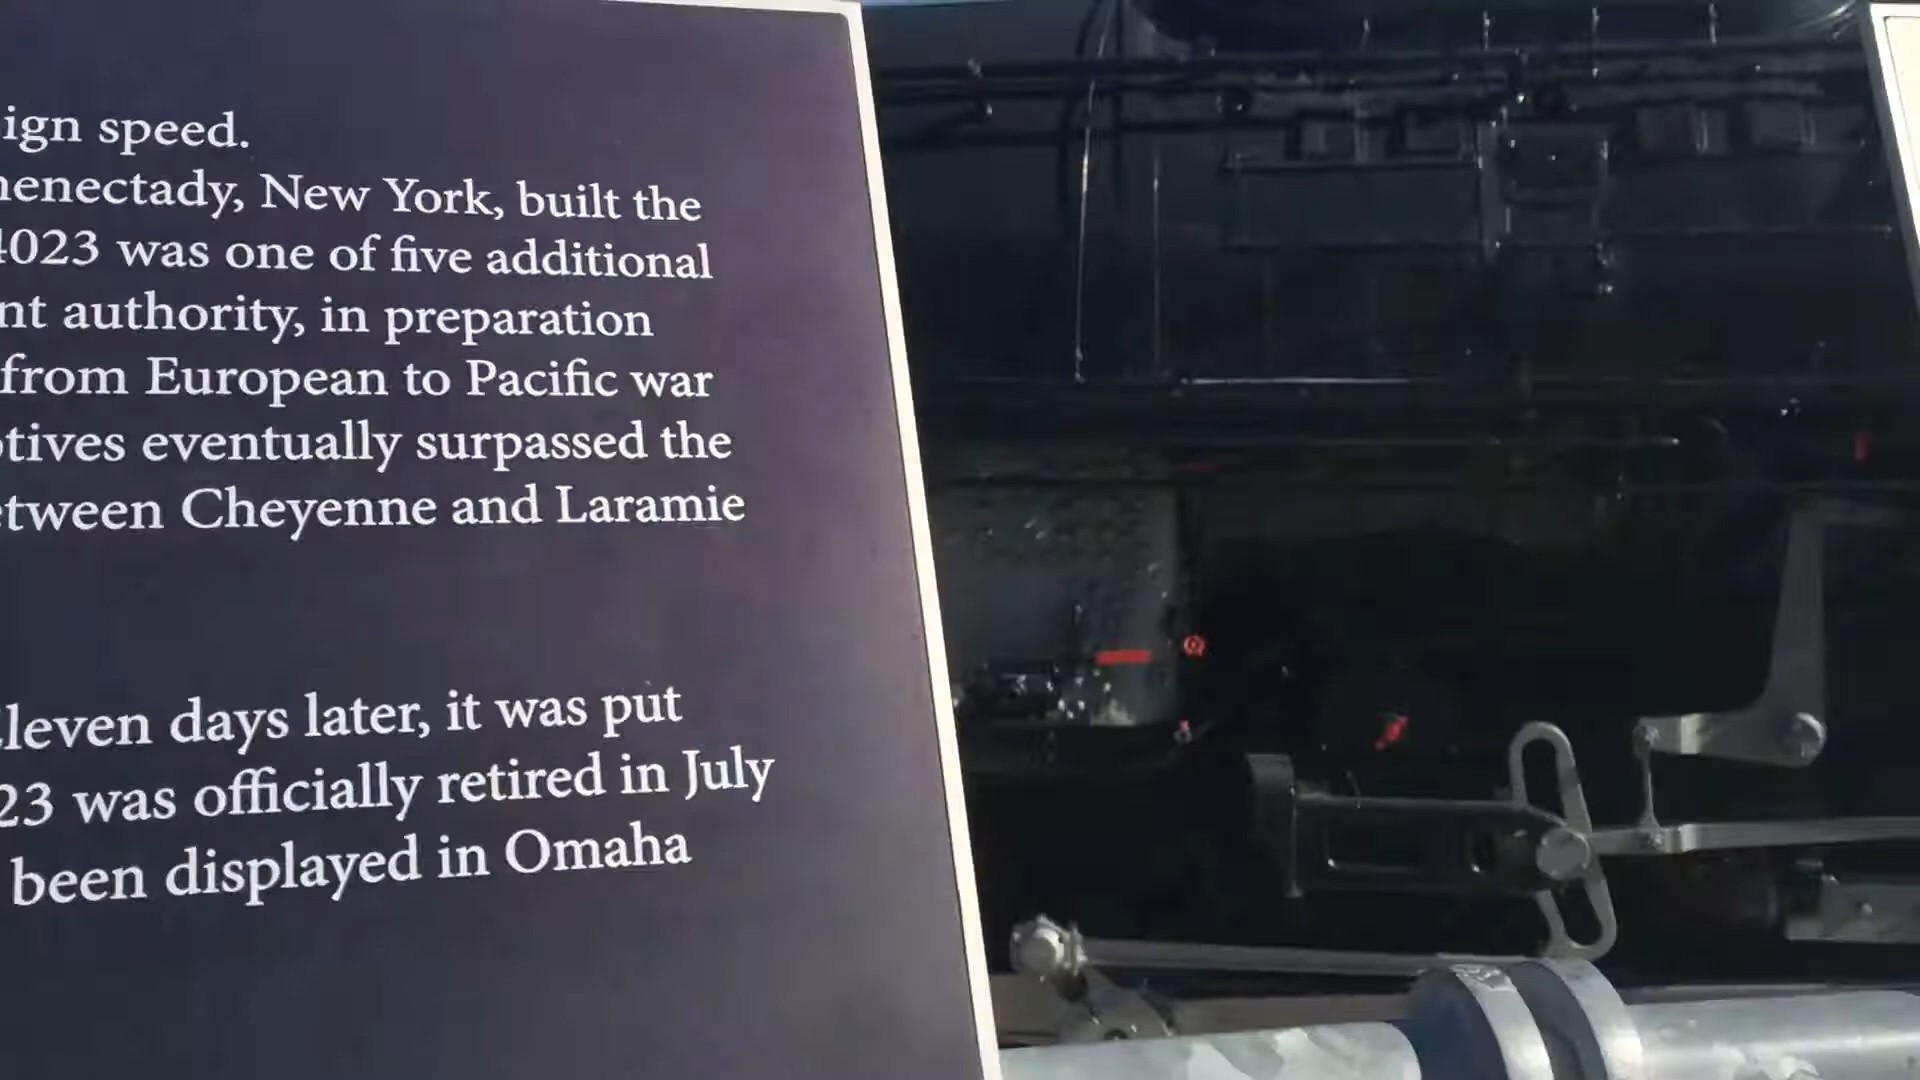 ign speed.
henectady, New York, built the
4023 was one of five additional
nt authority, in preparation
from European to Pacific war
otives eventually surpassed the
etween Cheyenne and Laramie
leven days later, it was put
23 was officially retired in July
been displayed in Omaha